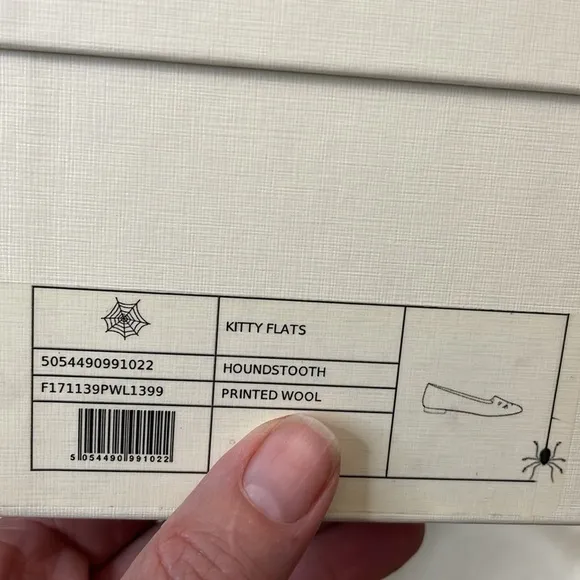 KITTY FLATS
5054490991022
HOUNDSTOOTH
F171139PWL1399
PRINTED WOOL
5 054490 991022